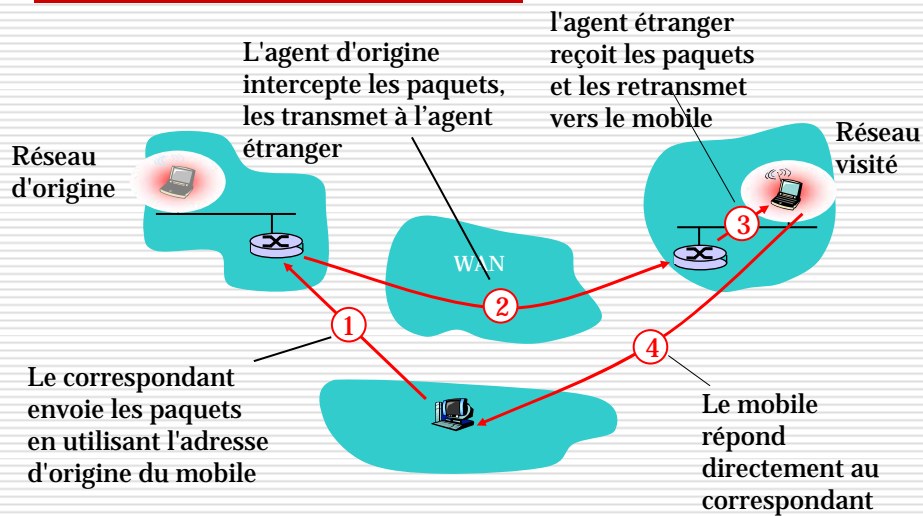 L'agent d'origine
intercepte les paquets,
les transmet à l’agent
étranger
l'agent étranger
reçoit les paquets
et les retransmet
vers le mobile
Réseau
d'origine
Réseau
visité
3
WAN
2
1
4
Le correspondant
envoie les paquets
en utilisant l'adresse
d'origine du mobile
Le mobile
répond
directement au
correspondant